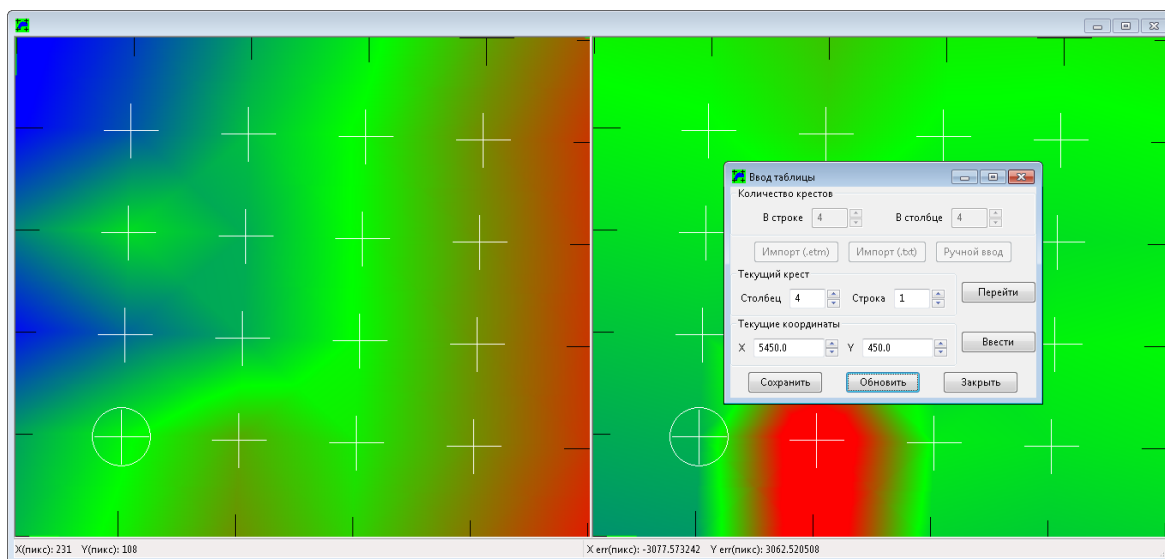 Ввод таблицы
Количество крестов
В строке 4 В столбце 4
Импорт (.etm) Импорт (.txt) Ручной ввод
Текущий крест
Столбец 4 Строка 1 Перейти
Текущие координаты
X 5450.0 Y 450.0 Ввести
Сохранить Обновить Закрыть
X(пикс): 231 Y(пикс): 108 X err(пикс): -3077.573242 Y err(пикс): 3062.520508